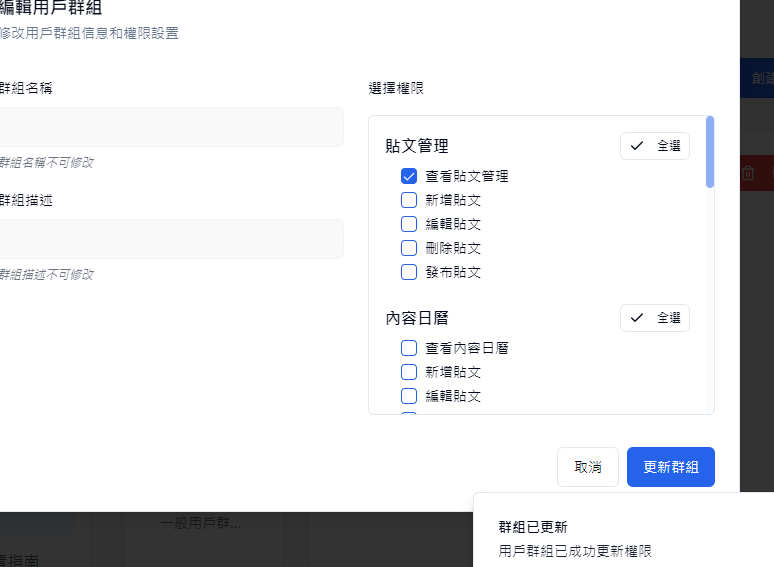 編輯用戶群組
修改用戶群組信息和權限設置
群組名稱
群組名稱不可修改
群組描述
群組描述不可修改
選擇權限
貼文管理
全選
查看貼文管理
新增貼文
編輯貼文
刪除貼文
發布貼文
內容日曆
全選
查看內容日曆
新增貼文
編輯貼文
取消
更新群組
創建
一般用戶群...
指南
群組已更新
用戶群組已成功更新權限